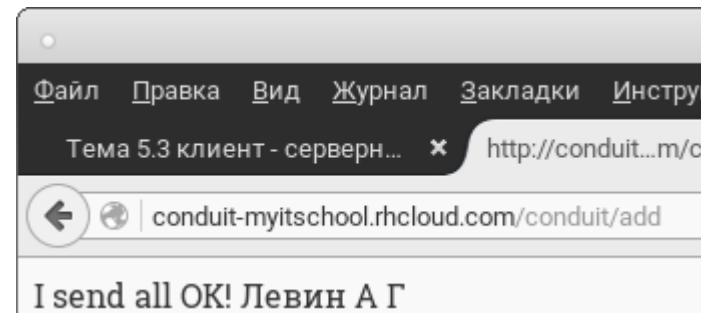 Файл Правка Вид Журнал Закладки Инстру
Тема 5.3 клиент - серверн... × http://conduit...m/c
conduit-myitschool.rhcloud.com/conduit/add
I send all OK! Левин А Г